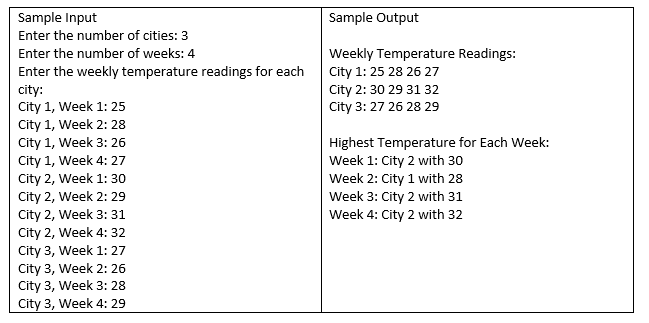 Sample Input
Enter the number of cities: 3
Enter the number of weeks: 4
Enter the weekly temperature readings for each
city:
City 1, Week 1: 25
City 1, Week 2: 28
City 1, Week 3: 26
City 1, Week 4: 27
City 2, Week 1: 30
City 2, Week 2: 29
City 2, Week 3: 31
City 2, Week 4: 32
City 3, Week 1: 27
City 3, Week 2: 26
City 3, Week 3: 28
City 3, Week 4: 29
Sample Output
Weekly Temperature Readings:
City 1: 25 28 26 27
City 2: 30 29 31 32
City 3: 27 26 28 29
Highest Temperature for Each Week:
Week 1: City 2 with 30
Week 2: City 1 with 28
Week 3: City 2 with 31
Week 4: City 2 with 32